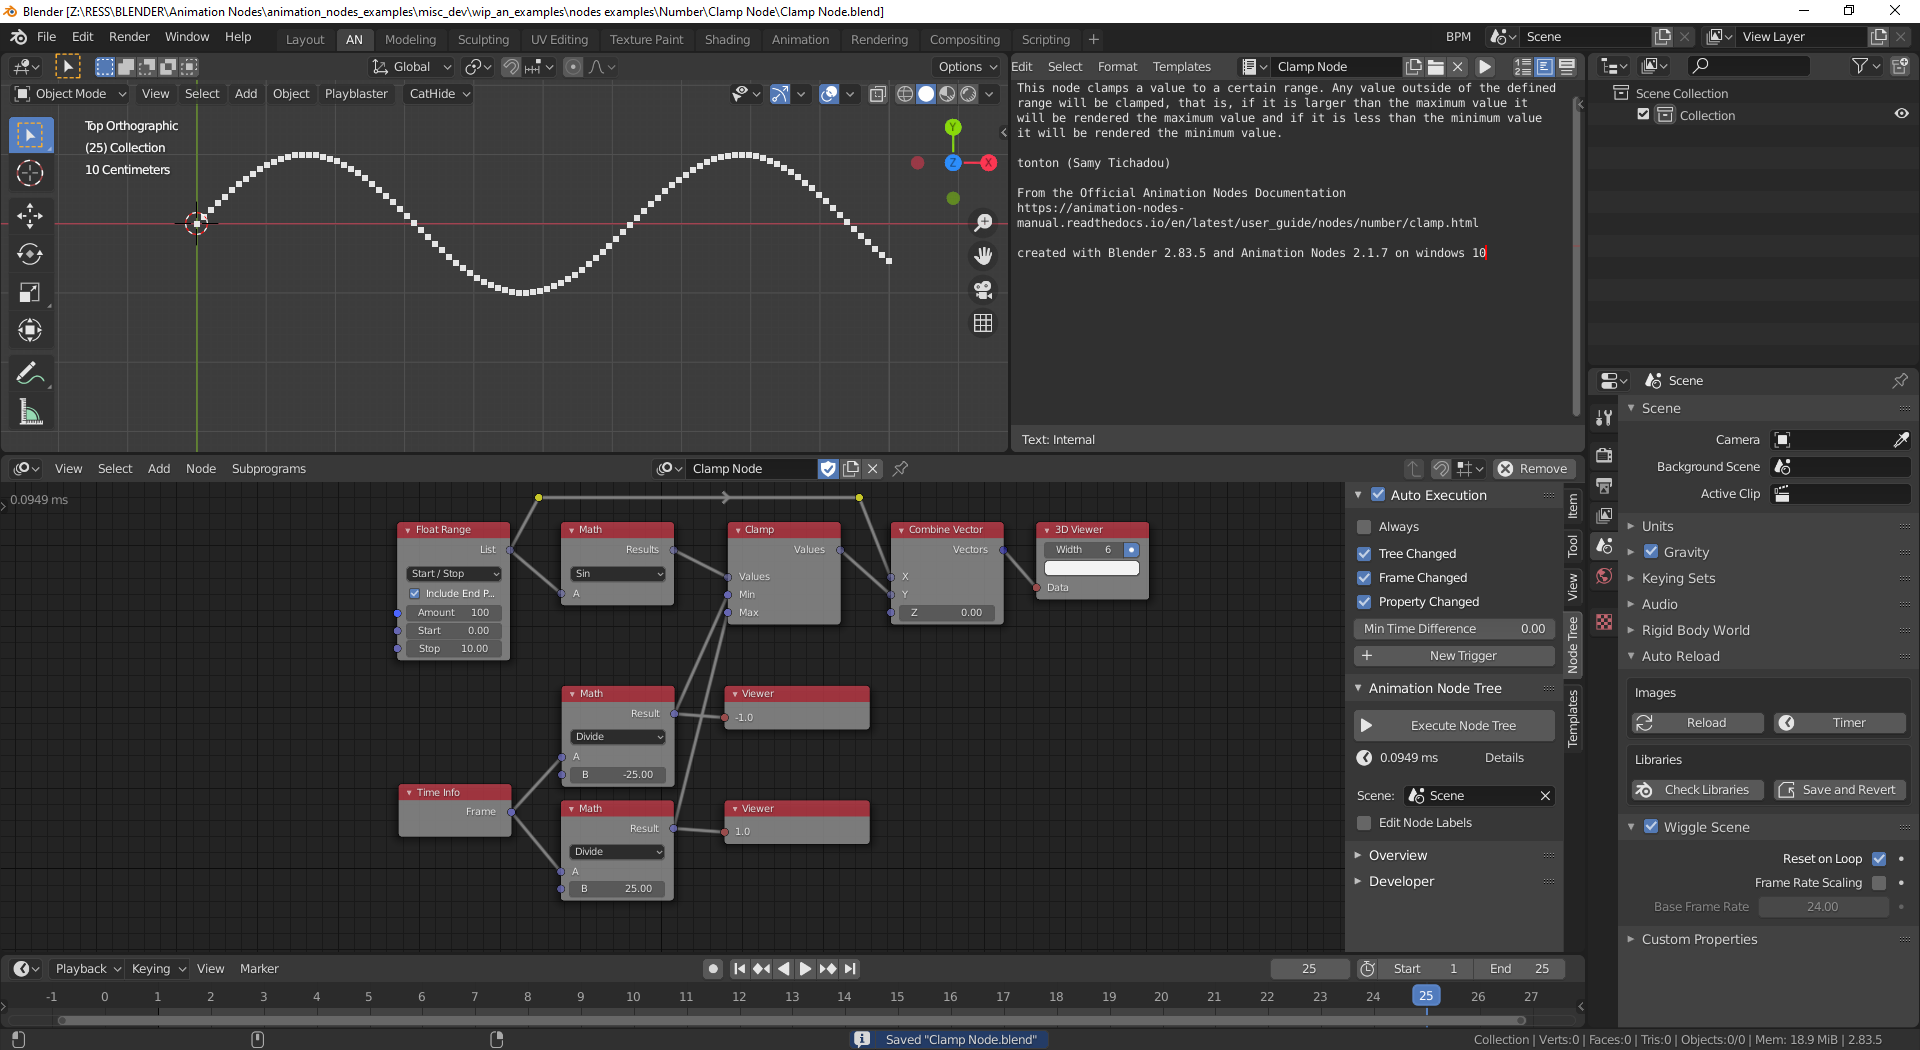 Blender [Z:\RESS\BLENDER\Animation Nodes\animation_nodes_examples\misc_dev\wip_an_examples\nodes examples\Number\Clamp Node\Clamp Node.blend]
File Edit Render Window Help
Layout AN Modeling Sculpting UV Editing Texture Paint Shading Animation Rendering Compositing Scripting +
BPM Scene View Layer
Global Options
Object Mode View Select Add Object Playblaster CatHide
Top Orthographic
(25) Collection
10 Centimeters
Y
Z
X
Edit Select Format Templates Clamp Node
This node clamps a value to a certain range. Any value outside of the defined
range will be clamped, that is, if it is larger than the maximum value it
will be rendered the maximum value and if it is less than the minimum value
it will be rendered the minimum value.
tonton (Samy Tichadou)
From the Official Animation Nodes Documentation
https://animation-nodes-
manual.readthedocs.io/en/latest/user_guide/nodes/number/clamp.html
created with Blender 2.83.5 and Animation Nodes 2.1.7 on windows 10
Text: Internal
Scene Collection
Collection
View Select Add Node Subprograms Clamp Node Remove
0.0949 ms
Float Range
List
Start / Stop
Include End P...
Amount 100
Start 0.00
Stop 10.00
Math
Results
Sin
A
Clamp
Values
Values
Min
Max
Combine Vector
Vectors
X
Y
Z 0.00
3D Viewer
Width 6
Data
Math
Result
Divide
A
B -25.00
Viewer
-1.0
Time Info
Frame
Math
Result
Divide
A
B 25.00
Viewer
1.0
Auto Execution
Always
Tree Changed
Frame Changed
Property Changed
Min Time Difference 0.00
New Trigger
Animation Node Tree
Execute Node Tree
0.0949 ms Details
Scene: Scene
Edit Node Labels
Overview
Developer
Item
Tool
View
Node Tree
Templates
Scene
Scene
Camera
Background Scene
Active Clip
Units
Gravity
Keying Sets
Audio
Rigid Body World
Auto Reload
Images
Reload Timer
Libraries
Check Libraries Save and Revert
Wiggle Scene
Reset on Loop
Frame Rate Scaling
Base Frame Rate 24.00
Custom Properties
Playback Keying View Marker 25 Start 1 End 25
-1 0 1 2 3 4 5 6 7 8 9 10 11 12 13 14 15 16 17 18 19 20 21 22 23 24 25 26 27
Saved "Clamp Node.blend"
Collection | Verts:0 | Faces:0 | Tris:0 | Objects:0/0 | Mem: 18.9 MiB | 2.83.5